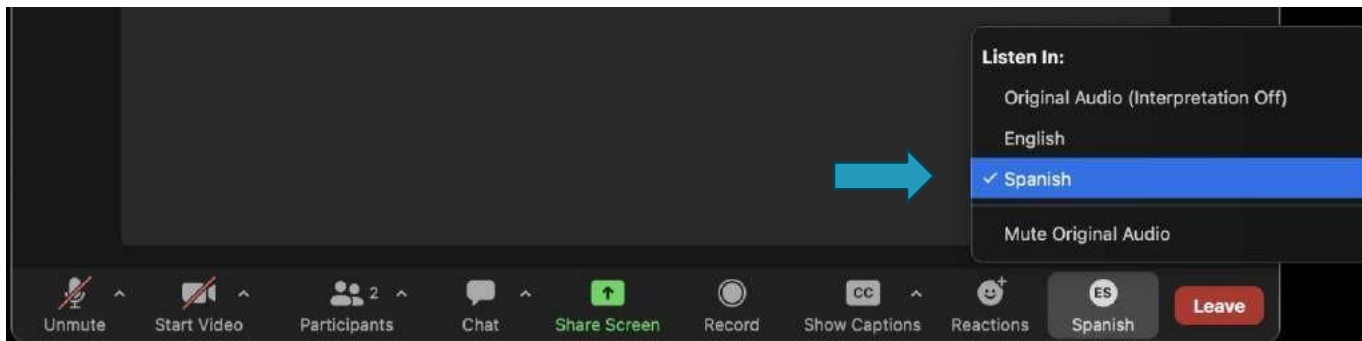 Listen In:
Original Audio (Interpretation Off)
English
✓ Spanish
Mute Original Audio
2
CC
ES
Unmute Start Video Participants Chat Share Screen Record Show Captions Reactions Spanish Leave